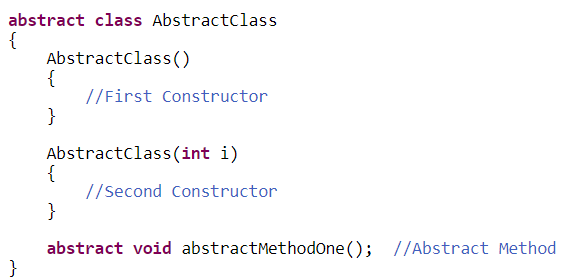 abstract class AbstractClass
{
    AbstractClass()
    {
        //First Constructor
    }

    AbstractClass(int i)
    {
        //Second Constructor
    }

    abstract void abstractMethodOne();  //Abstract Method
}